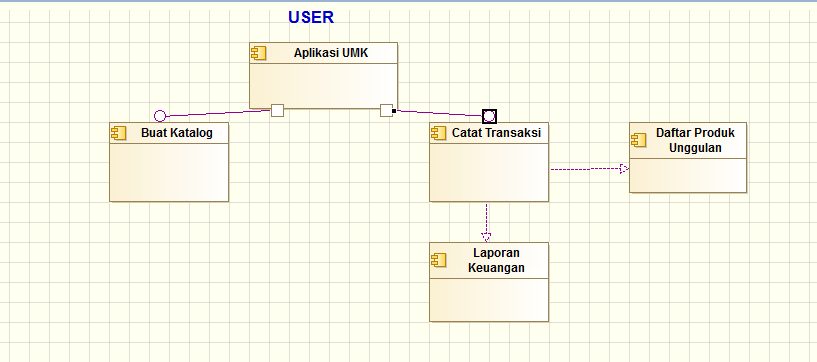 USER
Aplikasi UMK
Buat Katalog
Catat Transaksi
Daftar Produk
Unggulan
Laporan
Keuangan